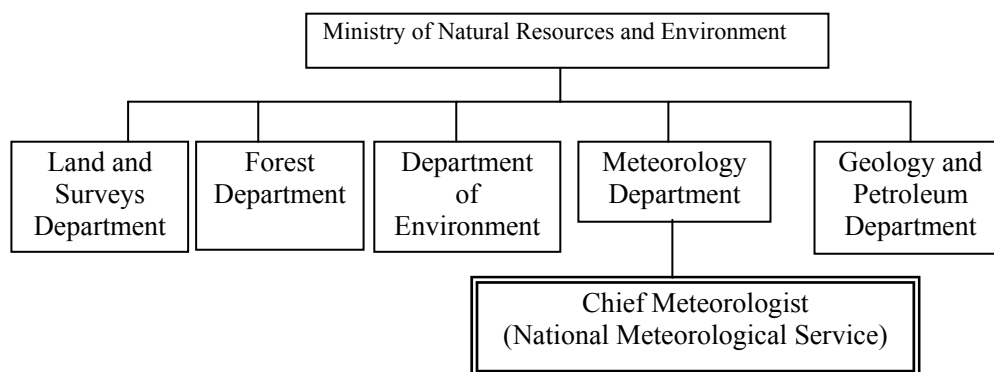 Ministry of Natural Resources and Environment
Land and
Surveys
Department
Forest
Department
Department
of
Environment
Meteorology
Department
Geology and
Petroleum
Department
Chief Meteorologist
(National Meteorological Service)